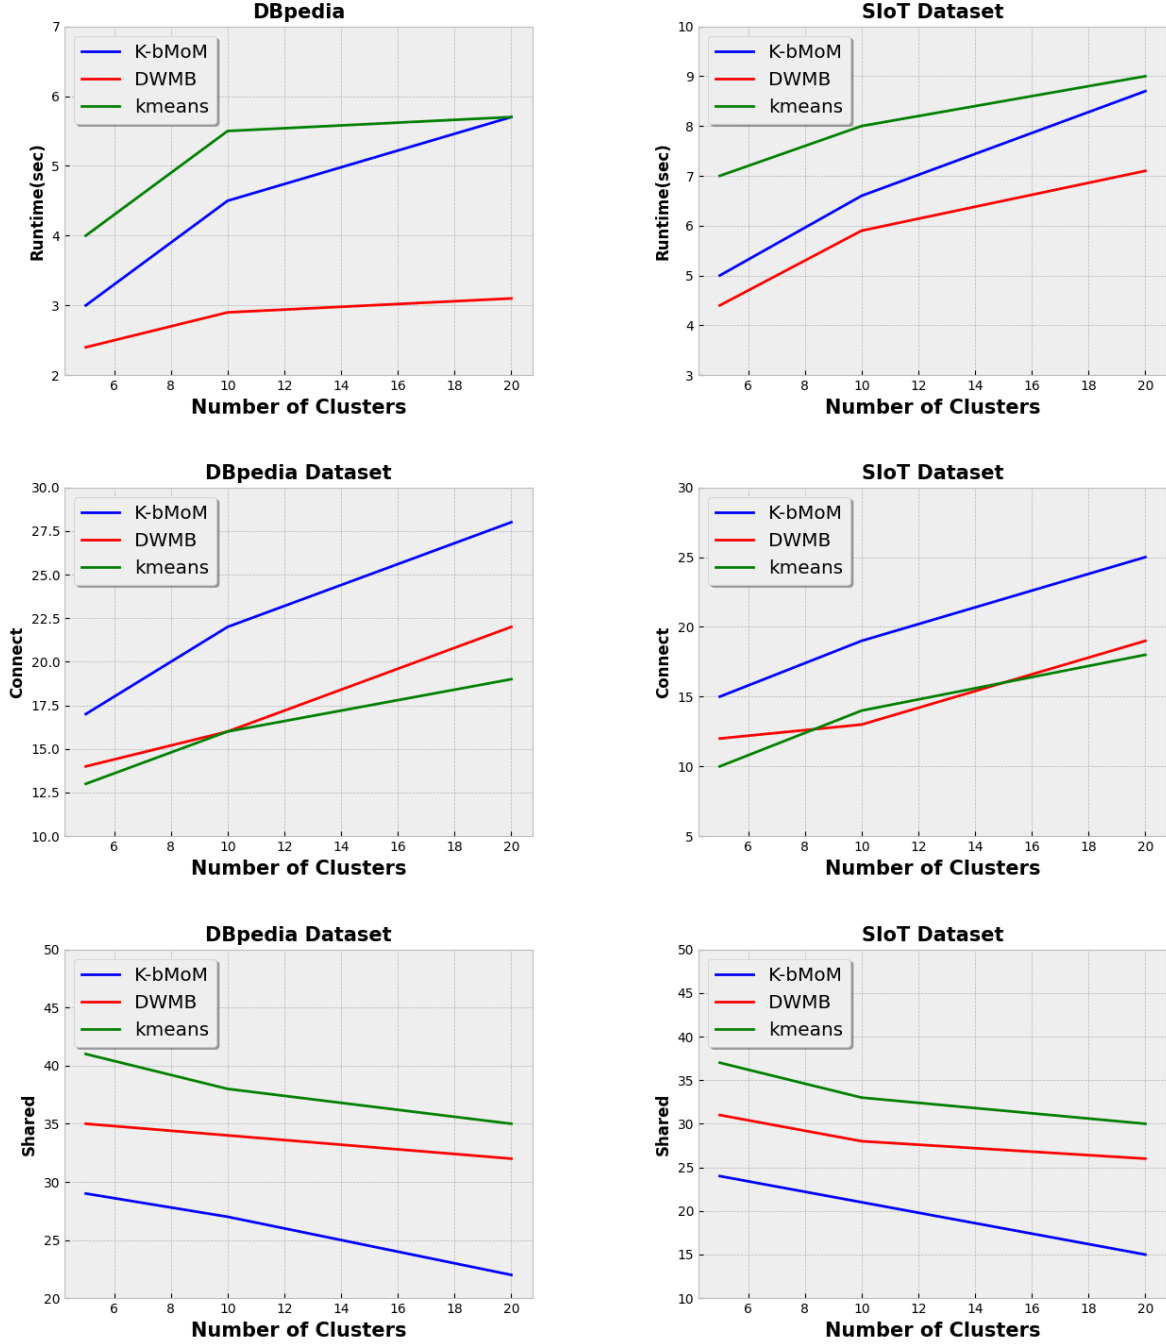 DBpedia
7
6
5
4
3
2
Runtime(sec)
K-bMoM
DWMB
kmeans
6 8 10 12 14 16 18 20
Number of Clusters
SIoT Dataset
10
9
8
7
6
5
4
3
Runtime(sec)
K-bMoM
DWMB
kmeans
6 8 10 12 14 16 18 20
Number of Clusters
DBpedia Dataset
30.0
27.5
25.0
22.5
20.0
17.5
15.0
12.5
10.0
Connect
K-bMoM
DWMB
kmeans
6 8 10 12 14 16 18 20
Number of Clusters
SIoT Dataset
30
25
20
15
10
5
Connect
K-bMoM
DWMB
kmeans
6 8 10 12 14 16 18 20
Number of Clusters
DBpedia Dataset
50
45
40
35
30
25
20
Shared
K-bMoM
DWMB
kmeans
6 8 10 12 14 16 18 20
Number of Clusters
SIoT Dataset
50
45
40
35
30
25
20
15
10
Shared
K-bMoM
DWMB
kmeans
6 8 10 12 14 16 18 20
Number of Clusters